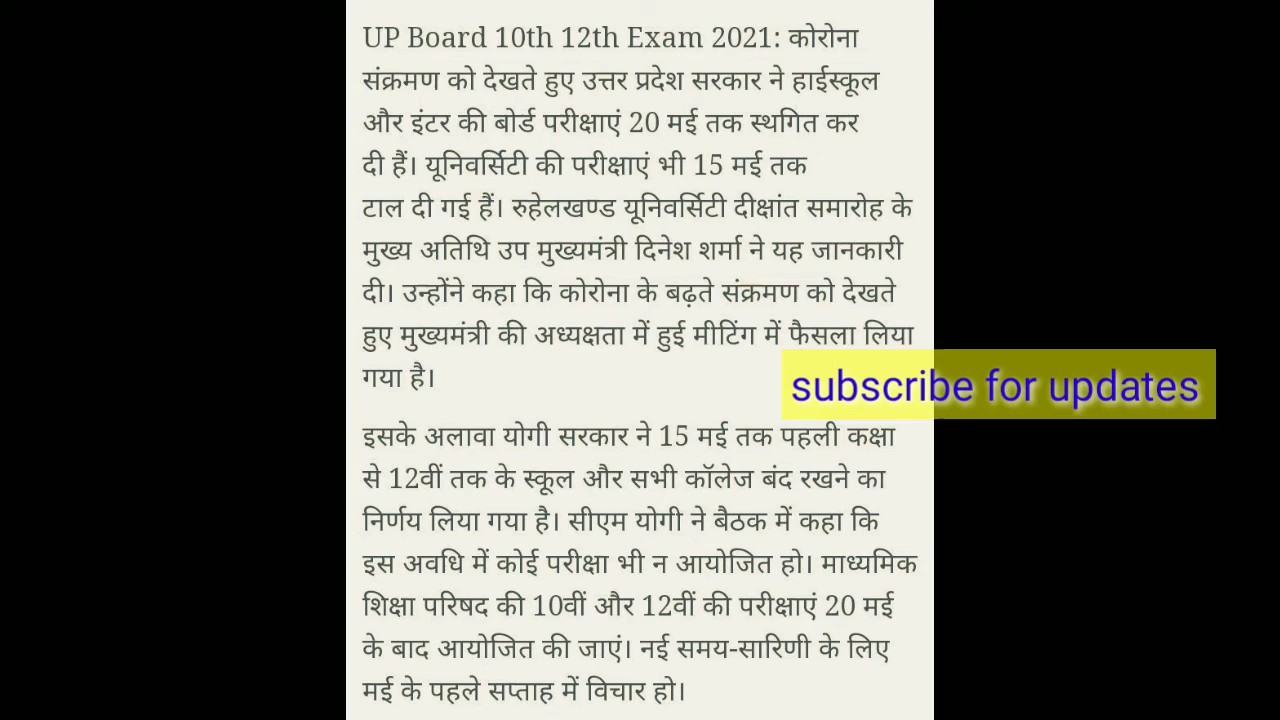 UP Board 10th 12th Exam 2021: कोरोना
संक्रमण को देखते हुए उत्तर प्रदेश सरकार ने हाईस्कूल
और इंटर की बोर्ड परीक्षाएं 20 मई तक स्थगित कर
दी हैं। यूनिवर्सिटी की परीक्षाएं भी 15 मई तक
टाल दी गई हैं। रुहेलखण्ड यूनिवर्सिटी दीक्षांत समारोह के
मुख्य अतिथि उप मुख्यमंत्री दिनेश शर्मा ने यह जानकारी
दी। उन्होंने कहा कि कोरोना के बढ़ते संक्रमण को देखते
हुए मुख्यमंत्री की अध्यक्षता में हुई मीटिंग में फैसला लिया
गया है।
subscribe for updates
इसके अलावा योगी सरकार ने 15 मई तक पहली कक्षा
से 12वीं तक के स्कूल और सभी कॉलेज बंद रखने का
निर्णय लिया गया है। सीएम योगी ने बैठक में कहा कि
इस अवधि में कोई परीक्षा भी न आयोजित हो। माध्यमिक
शिक्षा परिषद की 10वीं और 12वीं की परीक्षाएं 20 मई
के बाद आयोजित की जाएं। नई समय-सारिणी के लिए
मई के पहले सप्ताह में विचार हो।